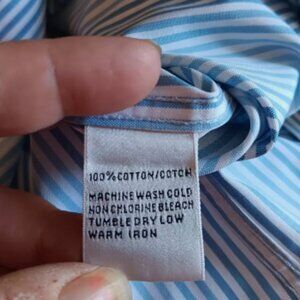 100% COTTON/COTON
MACHINE WASH COLD
NON CHLORINE BLEACH
TUMBLE DRY LOW
WARM IRON